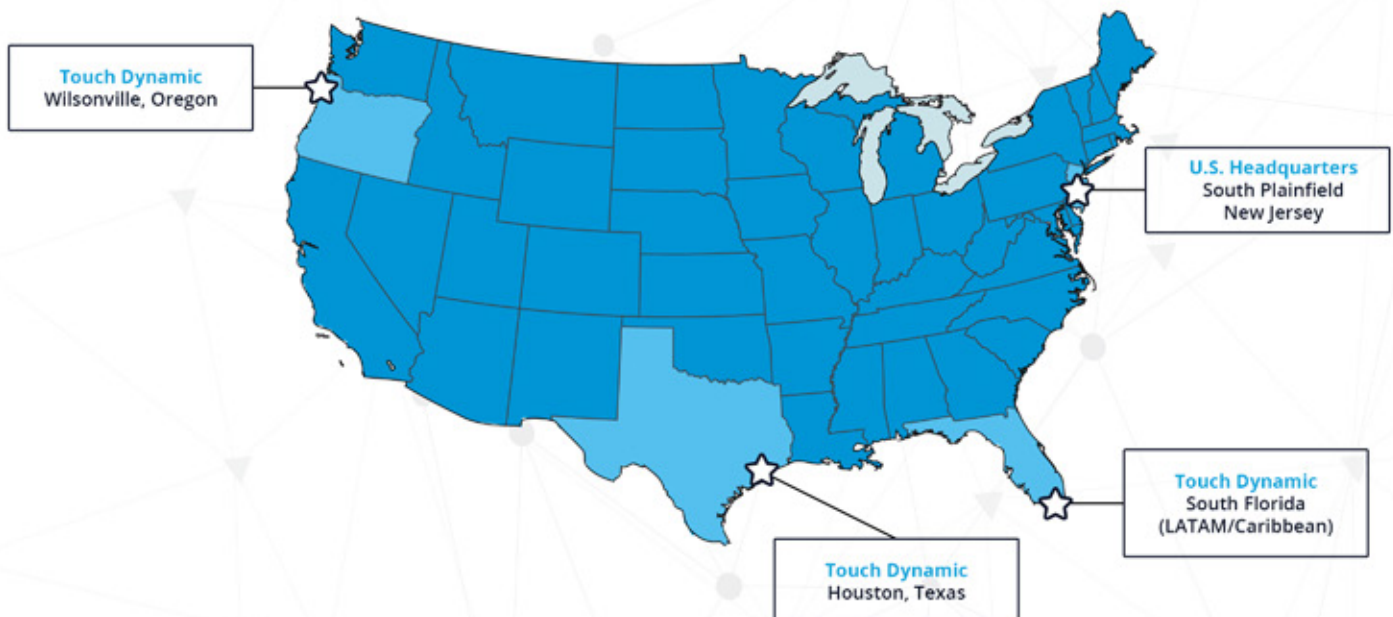 Touch Dynamic
Wilsonville, Oregon
U.S. Headquarters
South Plainfield
New Jersey
Touch Dynamic
South Florida
(LATAM/Caribbean)
Touch Dynamic
Houston, Texas